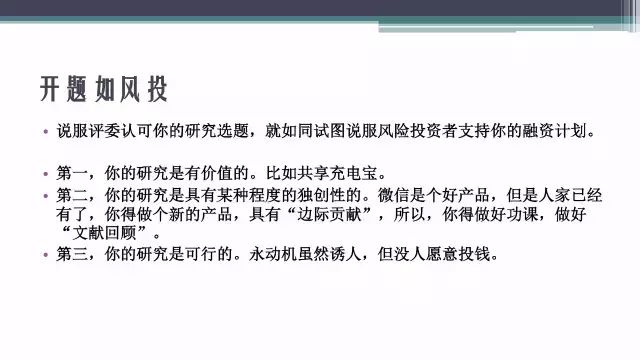 开题如风投
• 说服评委认可你的研究选题，就如同试图说服风险投资者支持你的融资计划。
• 第一，你的研究是有价值的。比如共享充电宝。
• 第二，你的研究是具有某种程度的独创性的。微信是个好产品，但是人家已经
有了，你得做个新的产品，具有“边际贡献”，所以，你得做好功课，做好
“文献回顾”。
• 第三，你的研究是可行的。永动机虽然诱人，但没人愿意投钱。